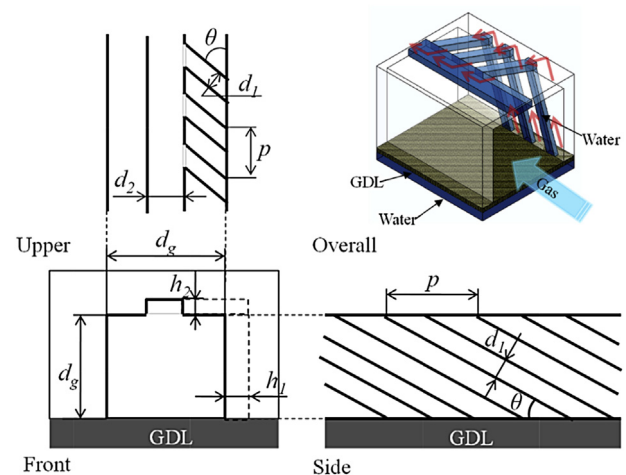 θ
d1
p
d2
Water
GDL
Gas
Water
Upper
dg
Overall
h2
p
d1
dg
h1
θ
GDL
GDL
Front
Side